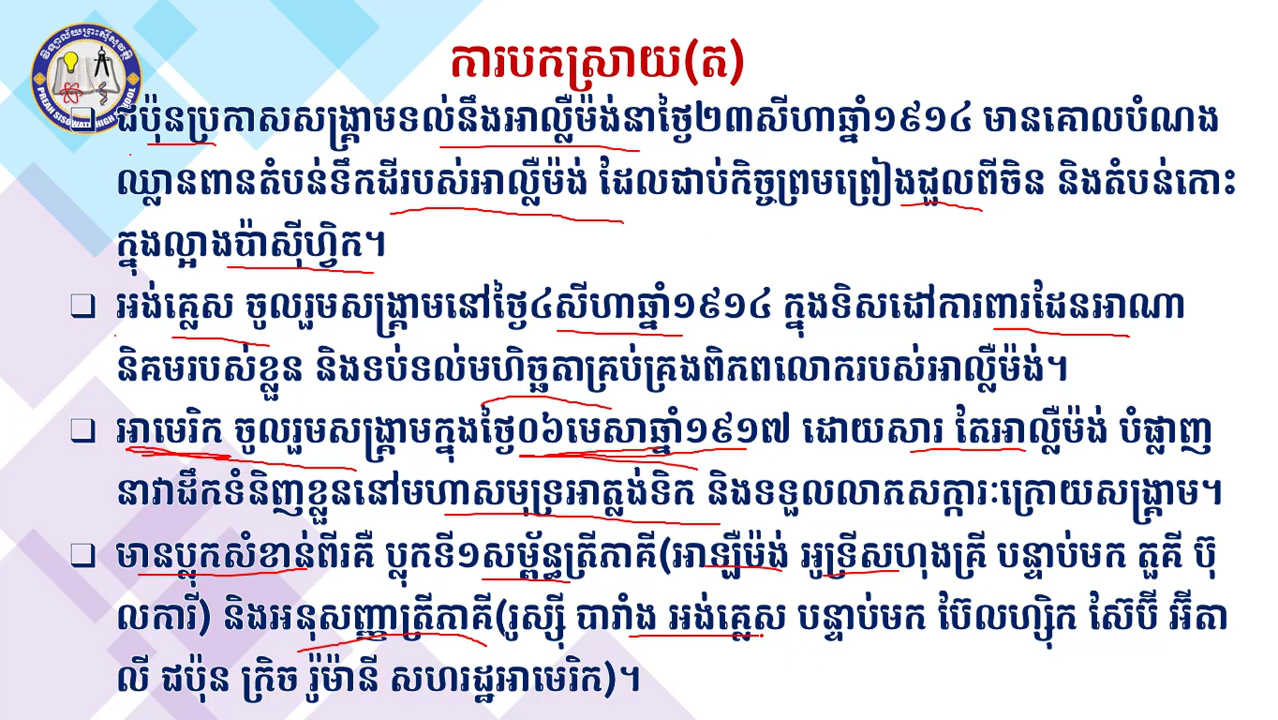 វិទ្យាល័យព្រះស៊ីសុវត្ថិ
PREAH SISOWATH HIGH SCHOOL
ការបកស្រាយ(ត)
ជប៉ុនប្រកាសសង្គ្រាមទល់នឹងអាល្លឺម៉ង់នាថ្ងៃ២៣សីហាឆ្នាំ១៩១៤ មានគោលបំណង
ឈ្លានពានតំបន់ទឹកដីរបស់អាល្លឺម៉ង់ ដែលជាប់កិច្ចព្រមព្រៀងជួលពីចិន និងតំបន់កោះ
ក្នុងល្អាងប៉ាស៊ីហ្វិក។
អង់គ្លេស ចូលរួមសង្គ្រាមនៅថ្ងៃ៤សីហាឆ្នាំ១៩១៤ ក្នុងទិសដៅការពារដែនអាណា
និគមរបស់ខ្លួន និងទប់ទល់មហិច្ឆតាគ្រប់គ្រងពិភពលោករបស់អាល្លឺម៉ង់។
អាមេរិក ចូលរួមសង្គ្រាមក្នុងថ្ងៃ០៦មេសាឆ្នាំ១៩១៧ ដោយសារ តែអាល្លឺម៉ង់ បំផ្លាញ
នាវាដឹកទំនិញខ្លួននៅមហាសមុទ្រអាត្លង់ទិក និងទទួលលាភសក្ការៈក្រោយសង្គ្រាម។
មានប្លុកសំខាន់ពីរគឺ ប្លុកទី១សម្ព័ន្ធត្រីភាគី(អាឡឺម៉ង់ អូទ្រីសហុងគ្រី បន្ទាប់មក តួគី ប៊ុ
លការី) និងអនុសញ្ញាត្រីភាគី(រូស្ស៊ី បារាំង អង់គ្លេស បន្ទាប់មក ប៊ែលហ្ស៊ិក ស៊ែប៊ី អ៊ីតា
លី ជប៉ុន ក្រិច រ៉ូម៉ានី សហរដ្ឋអាមេរិក)។